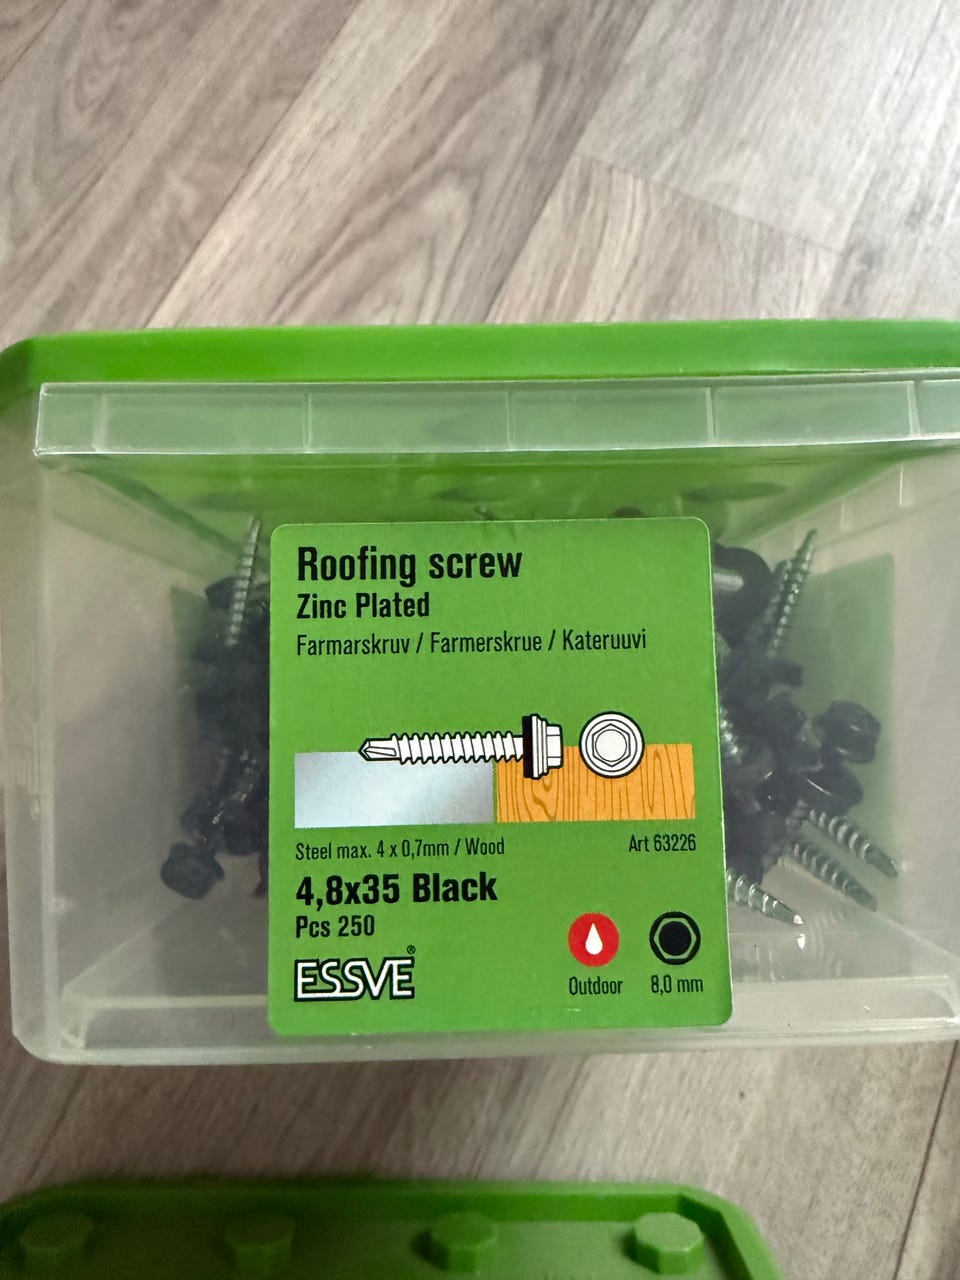 Roofing screw
Zinc Plated
Farmarskruv / Farmerskrue / Kateruuvi
Steel max. 4 x 0,7mm / Wood
Art 63226
4,8x35 Black
Pcs 250
ESSVE®
Outdoor
8,0 mm